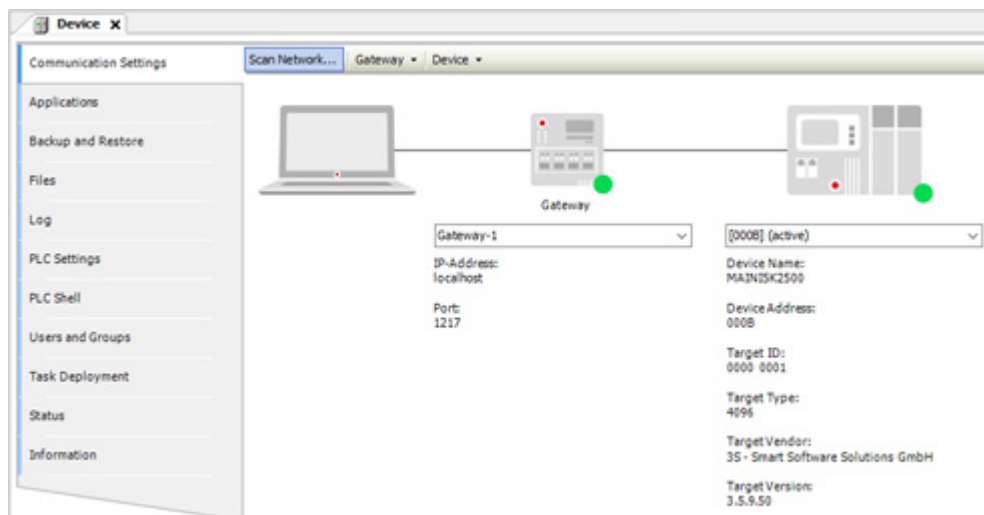 Device X
Communication Settings
Applications
Backup and Restore
Files
Log
PLC Settings
PLC Shell
Users and Groups
Task Deployment
Status
Information
Scan Network... Gateway Device
Gateway
Gateway-1
IP-Address:
localhost
Port:
1217
[000B] (active)
Device Name:
MAINISK2500
Device Address:
000B
Target ID:
0000 0001
Target Type:
4096
Target Vendor:
3S - Smart Software Solutions GmbH
Target Version:
3.5.9.50